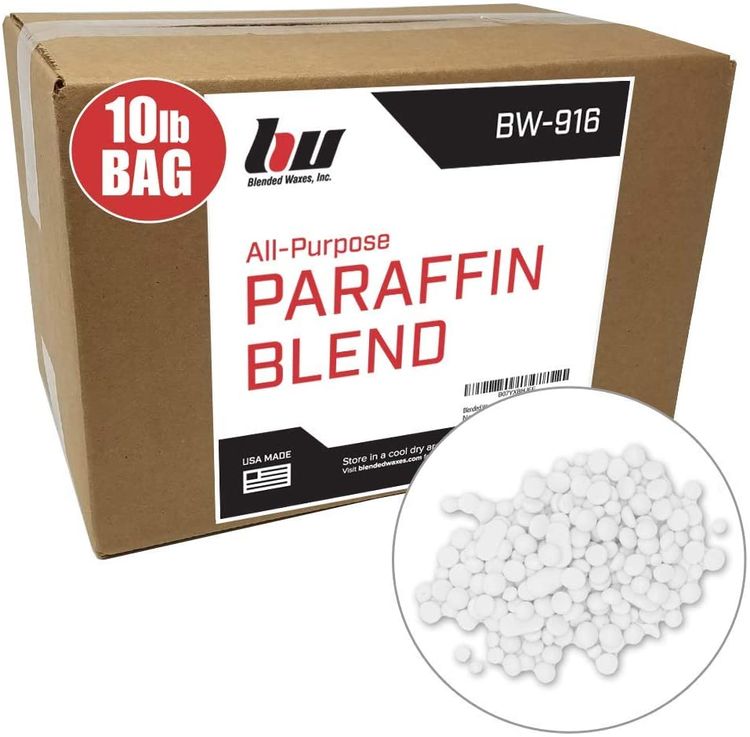 10lb
BAG
bw
Blended Waxes, Inc.
BW-916
All-Purpose
PARAFFIN
BLEND
USA MADE
Store in a cool dry
Visit blendedwaxes.com
Blended